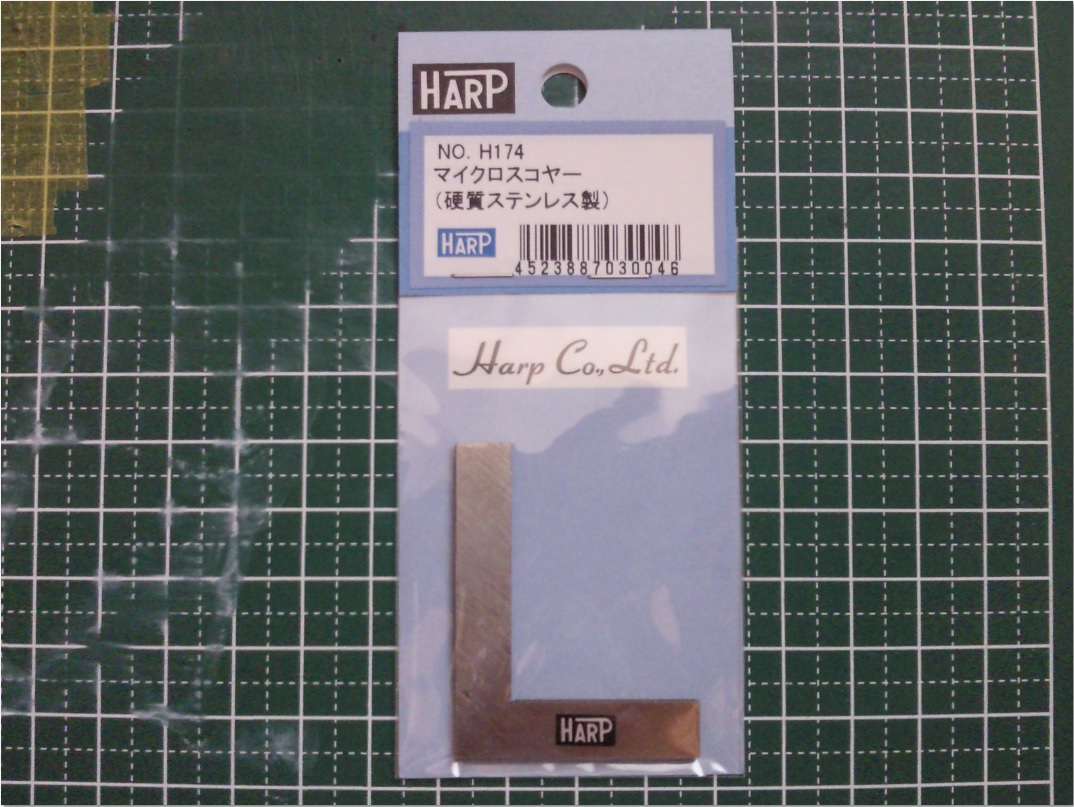 HARP
NO. H174
マイクロスコヤー
(硬質ステンレス製)
HARP
4523887030046
Harp Co., Ltd.
HARP